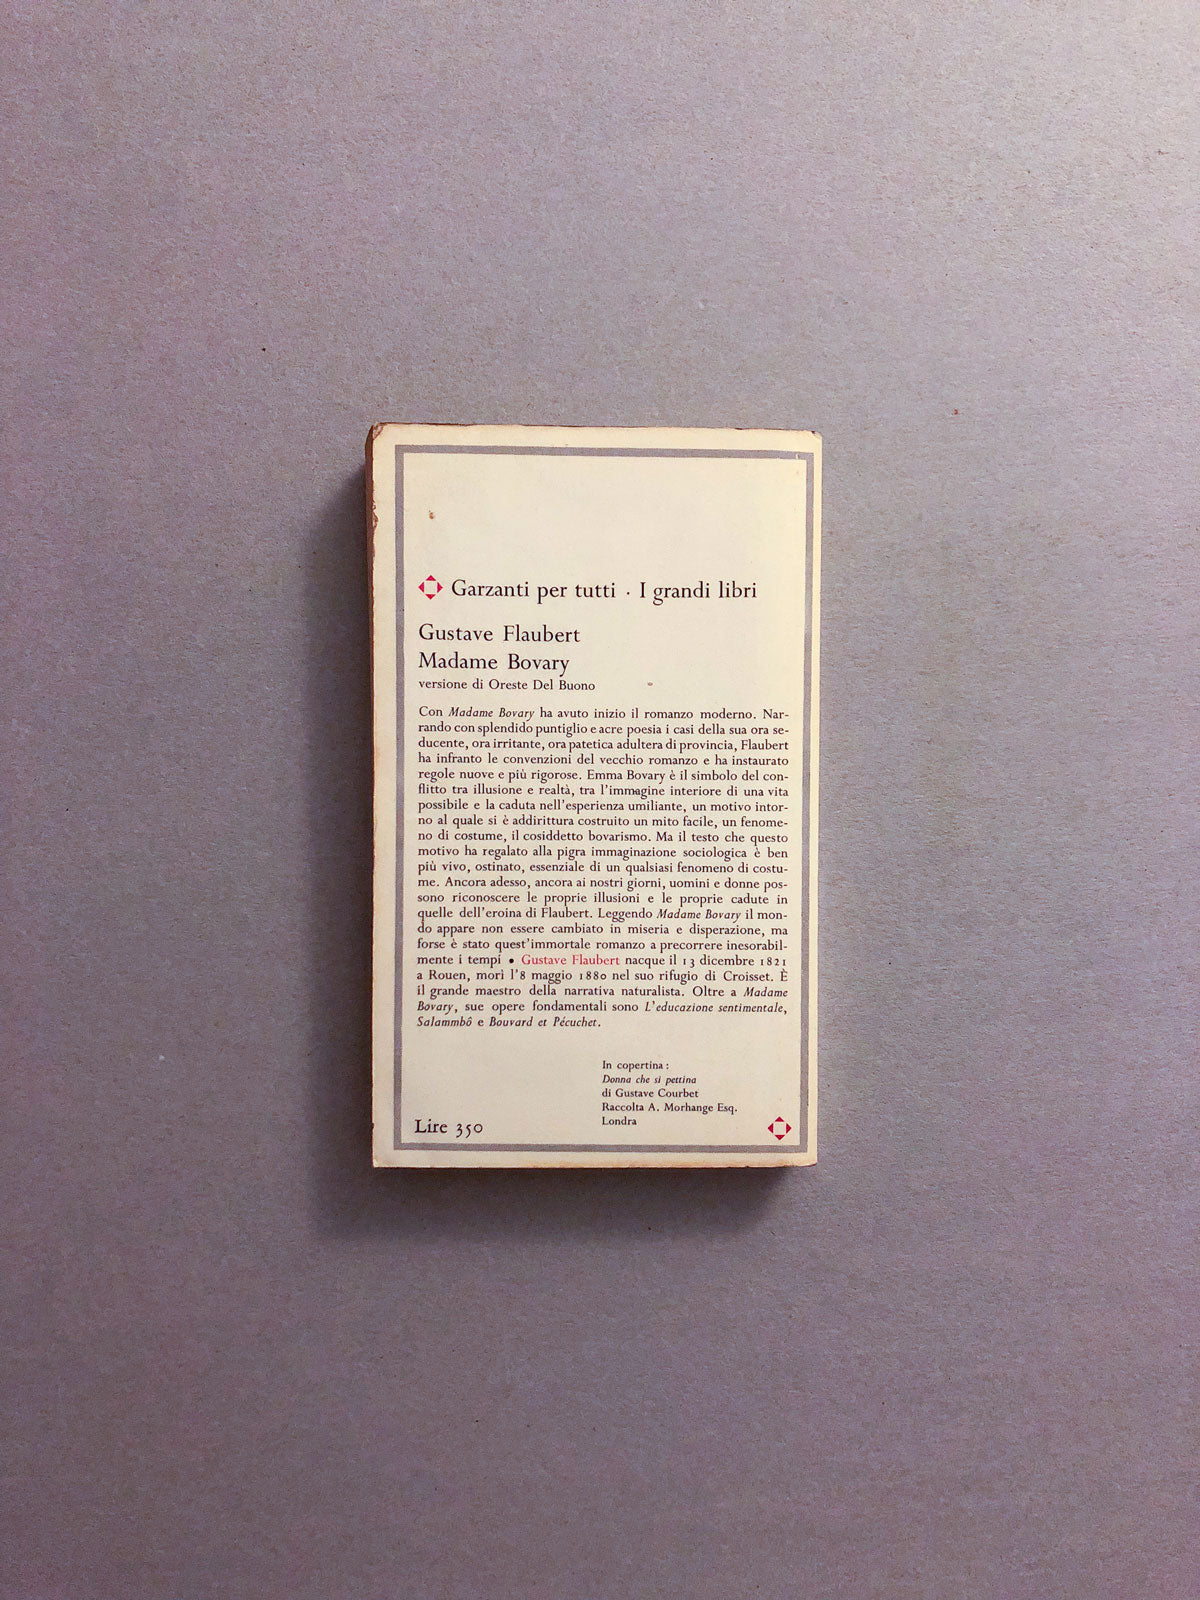 Garzanti per tutti · I grandi libri
Gustave Flaubert
Madame Bovary
versione di Oreste Del Buono
Con Madame Bovary ha avuto inizio il romanzo moderno. Nar-
rando con splendido puntiglio e acre poesia i casi della sua ora se-
ducente, ora irritante, ora patetica adultera di provincia, Flaubert
ha infranto le convenzioni del vecchio romanzo e ha instaurato
regole nuove e più rigorose. Emma Bovary è il simbolo del con-
flitto tra illusione e realtà, tra l'immagine interiore di una vita
possibile e la caduta nell'esperienza umiliante, un motivo intor-
no al quale si è addirittura costruito un mito facile, un fenome-
no di costume, il cosiddetto bovarismo. Ma il testo che questo
motivo ha regalato alla pigra immaginazione sociologica è ben
più vivo, ostinato, essenziale di un qualsiasi fenomeno di costu-
me. Ancora adesso, ancora ai nostri giorni, uomini e donne pos-
sono riconoscere le proprie illusioni e le proprie cadute in
quelle dell'eroina di Flaubert. Leggendo Madame Bovary il mon-
do appare non essere cambiato in miseria e disperazione, ma
forse è stato quest'immortale romanzo a precorrere inesorabil-
mente i tempi • Gustave Flaubert nacque il 13 dicembre 1821
a Rouen, morì l'8 maggio 1880 nel suo rifugio di Croisset. È
il grande maestro della narrativa naturalista. Oltre a Madame
Bovary, sue opere fondamentali sono L'educazione sentimentale,
Salammbô e Bouvard et Pécuchet.
In copertina:
Donna che si pettina
di Gustave Courbet
Raccolta A. Morhange Esq.
Londra
Lire 350